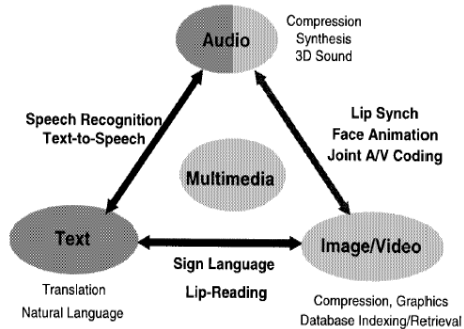 Audio
Compression
Synthesis
3D Sound
Speech Recognition
Text-to-Speech
Lip Synch
Face Animation
Joint A/V Coding
Multimedia
Text
Image/Video
Sign Language
Lip-Reading
Translation
Natural Language
Compression, Graphics
Database Indexing/Retrieval